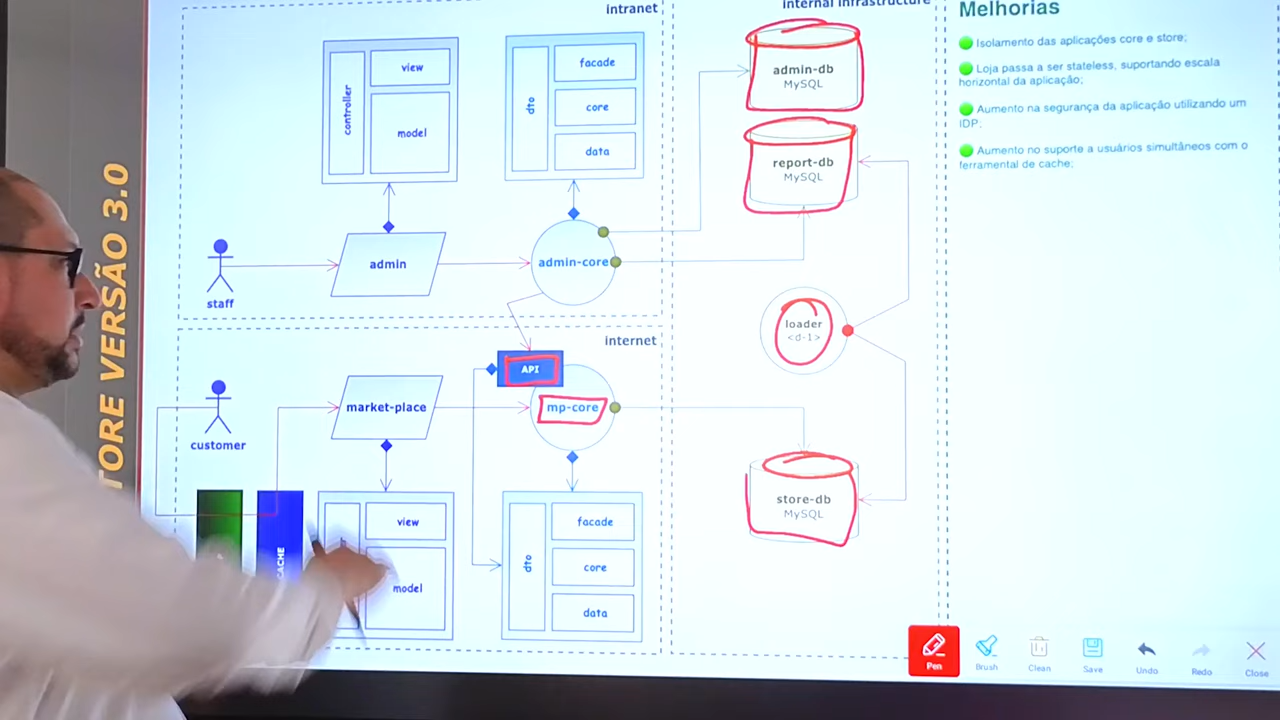 TORE VERSÃO 3.0
intranet
controller
view
model
dto
facade
core
data
staff
admin
admin-core
internet
API
customer
market-place
mp-core
CACHE
view
model
dto
facade
core
data
internal infrastructure
admin-db
MySQL
report-db
MySQL
loader
<d-1>
store-db
MySQL
Melhorias
Isolamento das aplicações core e store;
Loja passa a ser stateless, suportando escala
horizontal da aplicação;
Aumento na segurança da aplicação utilizando um
IDP;
Aumento no suporte a usuários simultâneos com o
ferramental de cache;
Pen
Brush
Clean
Save
Undo
Redo
Close